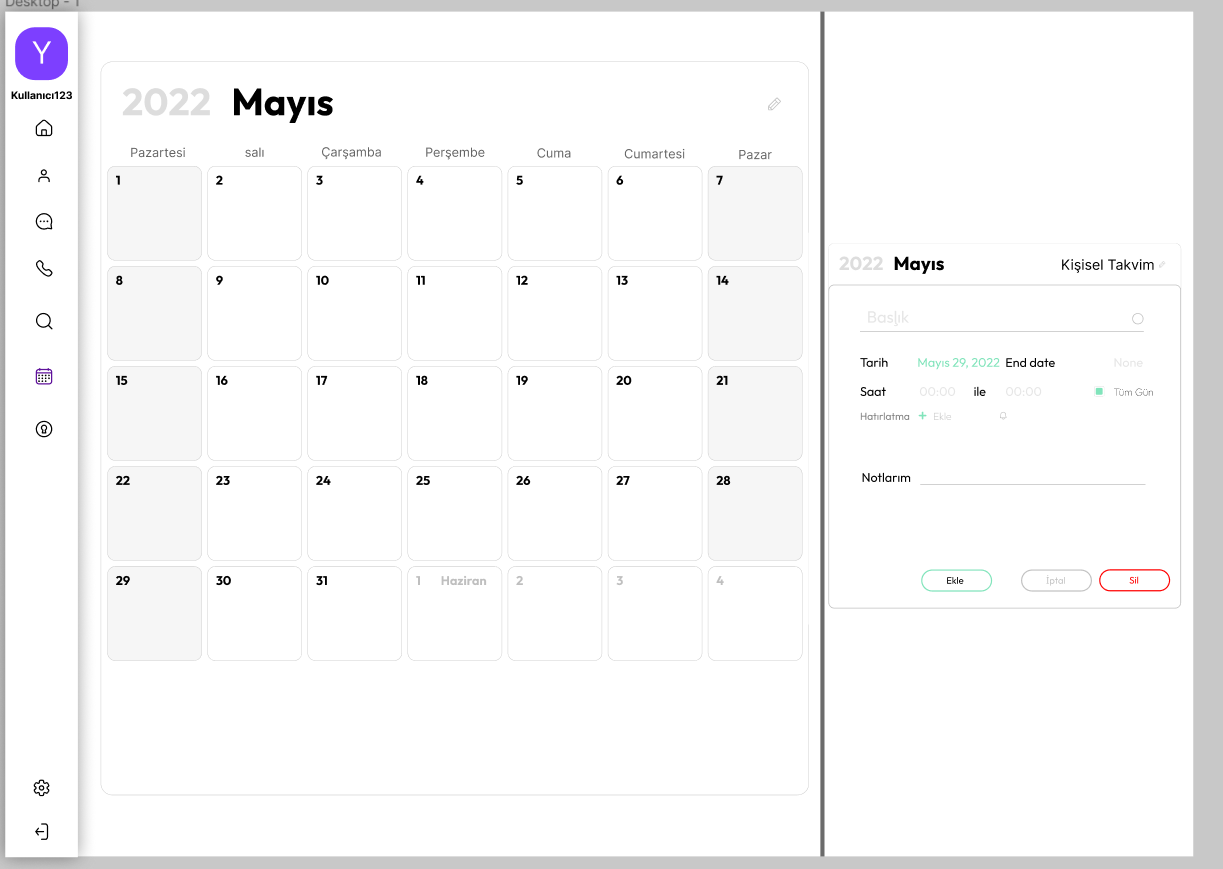 Desktop - 1
Y
Kullanıcı123
2022 Mayıs
Pazartesi salı Çarşamba Perşembe Cuma Cumartesi Pazar
1 2 3 4 5 6 7
8 9 10 11 12 13 14
15 16 17 18 19 20 21
22 23 24 25 26 27 28
29 30 31 1 Haziran 2 3 4
2022 Mayıs Kişisel Takvim
Başlık
Tarih Mayıs 29, 2022 End date None
Saat 00:00 ile 00:00 Tüm Gün
Hatırlatma + Ekle
Notlarım
Ekle İptal Sil